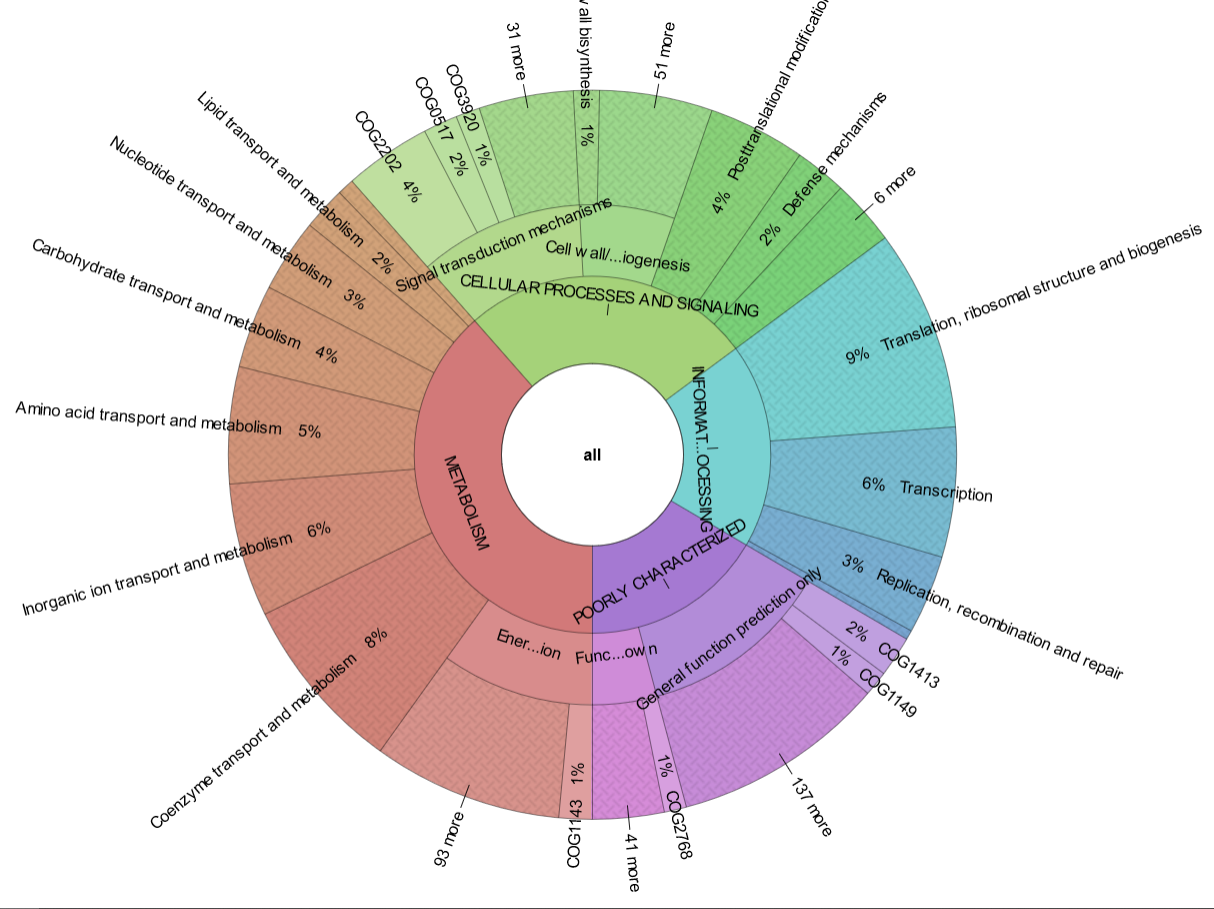 all
CELLULAR PROCESSES AND SIGNALING
Signal transduction mechanisms
Cell wall/...iogenesis
COG2202 4%
COG0517 2%
COG3920 1%
31 more
all bisynthesis 1%
51 more
4% Posttranslational modification
2% Defense mechanisms
6 more
INFORMAT...OCESSING
9% Translation, ribosomal structure and biogenesis
6% Transcription
3% Replication, recombination and repair
POORLY CHARACTERIZED
General function prediction only
2% COG1413
1% COG1149
137 more
Func...own
1% COG2768
41 more
METABOLISM
Ener...ion
COG1143 1%
93 more
Coenzyme transport and metabolism 8%
Inorganic ion transport and metabolism 6%
Amino acid transport and metabolism 5%
Carbohydrate transport and metabolism 4%
Nucleotide transport and metabolism 3%
Lipid transport and metabolism 2%